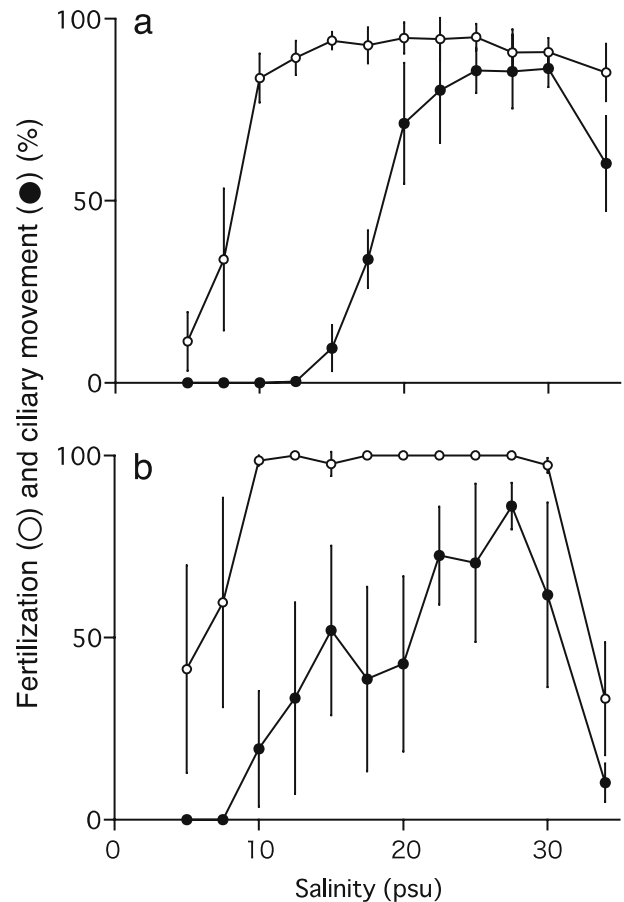 Fertilization (○) and ciliary movement (●) (%)
a
100
50
0
b
100
50
0
0 10 20 30
Salinity (psu)